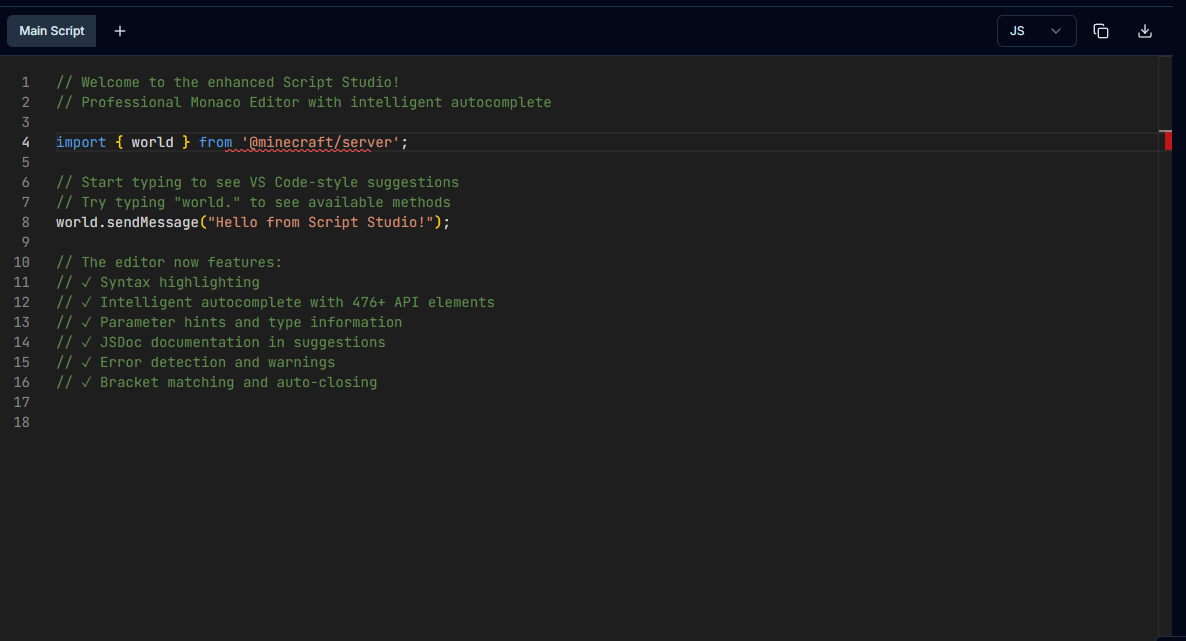 Main Script +
JS
1 // Welcome to the enhanced Script Studio!
2 // Professional Monaco Editor with intelligent autocomplete
3
4 import { world } from '@minecraft/server';
5
6 // Start typing to see VS Code-style suggestions
7 // Try typing "world." to see available methods
8 world.sendMessage("Hello from Script Studio!");
9
10 // The editor now features:
11 // ✓ Syntax highlighting
12 // ✓ Intelligent autocomplete with 476+ API elements
13 // ✓ Parameter hints and type information
14 // ✓ JSDoc documentation in suggestions
15 // ✓ Error detection and warnings
16 // ✓ Bracket matching and auto-closing
17
18